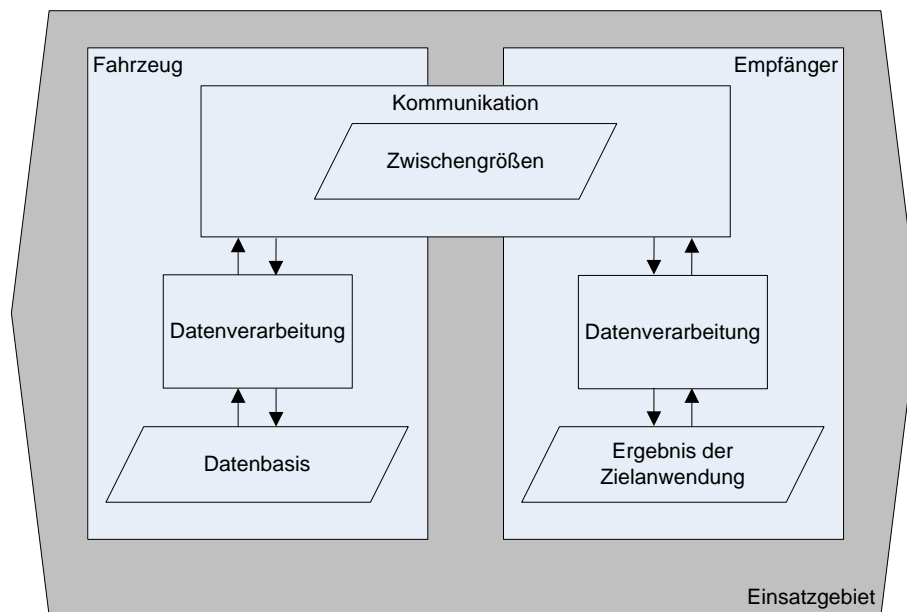 Fahrzeug
Empfänger
Kommunikation
Zwischengrößen
Datenverarbeitung
Datenverarbeitung
Datenbasis
Ergebnis der
Zielanwendung
Einsatzgebiet